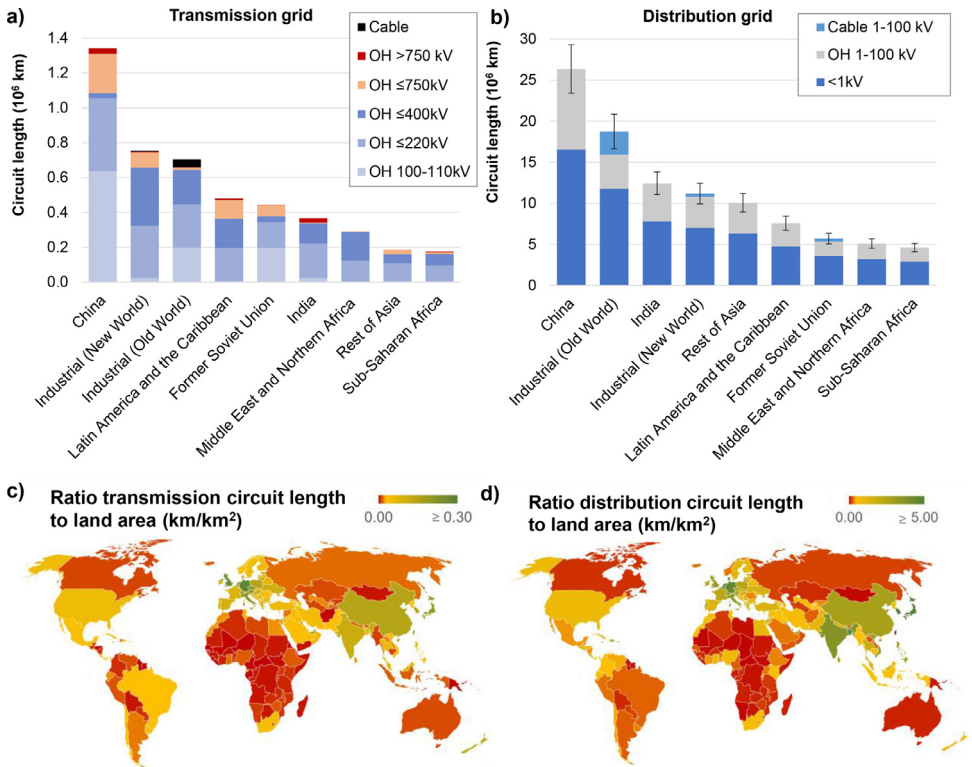 a)
Transmission grid
Circuit length (10⁶ km)
1.6
1.4
1.2
1.0
0.8
0.6
0.4
0.2
0.0
Cable
OH >750 kV
OH ≤750kV
OH ≤400kV
OH ≤220kV
OH 100-110kV
China
Industrial (New World)
Industrial (Old World)
Latin America and the Caribbean
Former Soviet Union
India
Middle East and Northern Africa
Rest of Asia
Sub-Saharan Africa
b)
Distribution grid
Circuit length (10⁶ km)
30
25
20
15
10
5
0
Cable 1-100 kV
OH 1-100 kV
<1kV
China
Industrial (Old World)
India
Industrial (New World)
Rest of Asia
Latin America and the Caribbean
Former Soviet Union
Middle East and Northern Africa
Sub-Saharan Africa
c)
Ratio transmission circuit length
to land area (km/km²)
0.00
≥ 0.30
d)
Ratio distribution circuit length
to land area (km/km²)
0.00
≥ 5.00